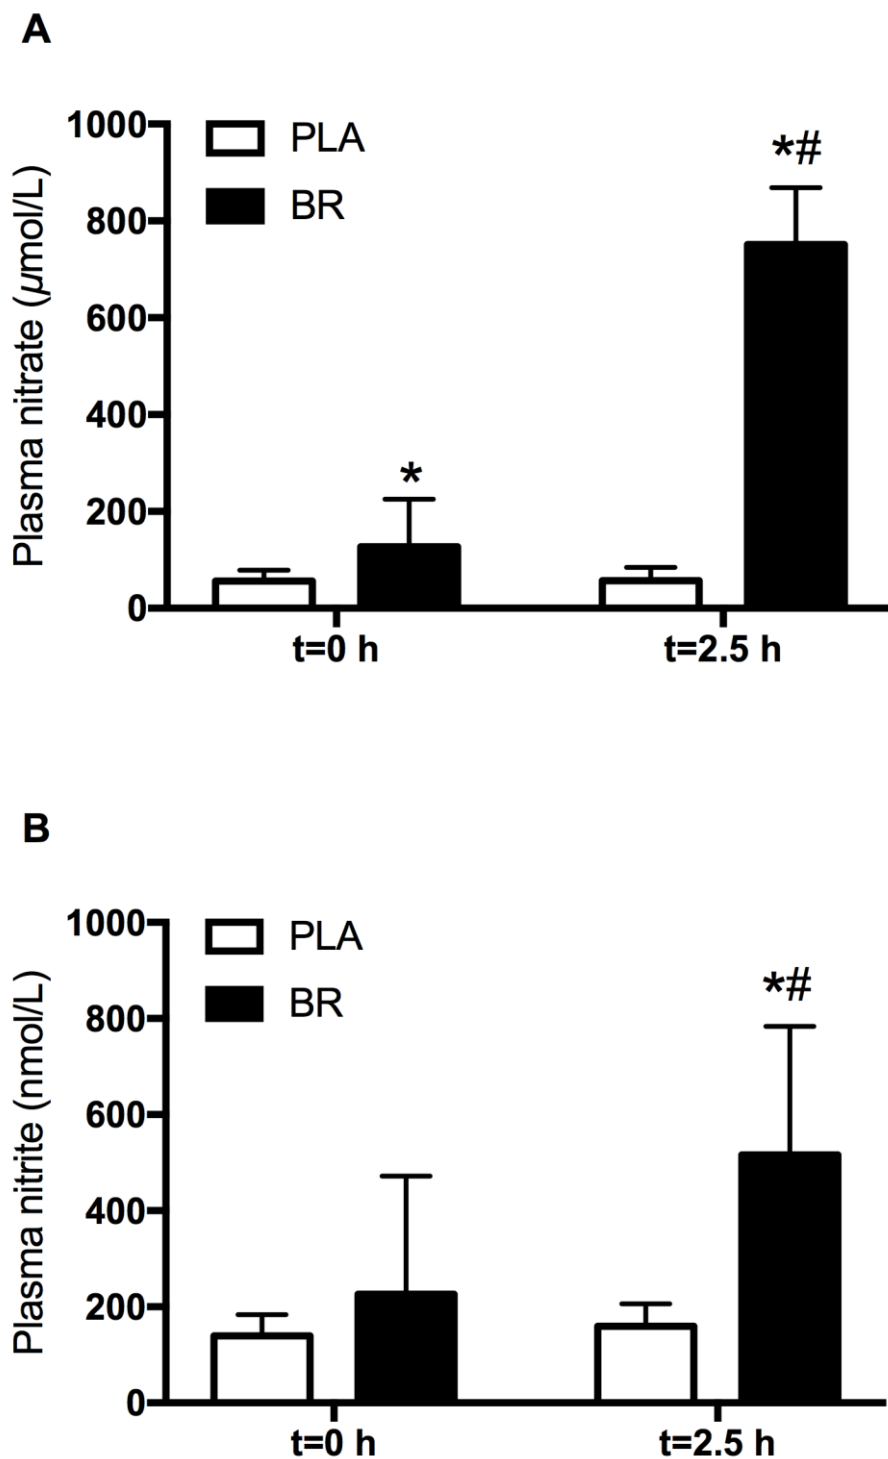 A
Plasma nitrate (µmol/L)
1000
800
600
400
200
0
PLA
BR
*
*#
t=0 h
t=2.5 h
B
Plasma nitrite (nmol/L)
1000
800
600
400
200
0
PLA
BR
*#
t=0 h
t=2.5 h